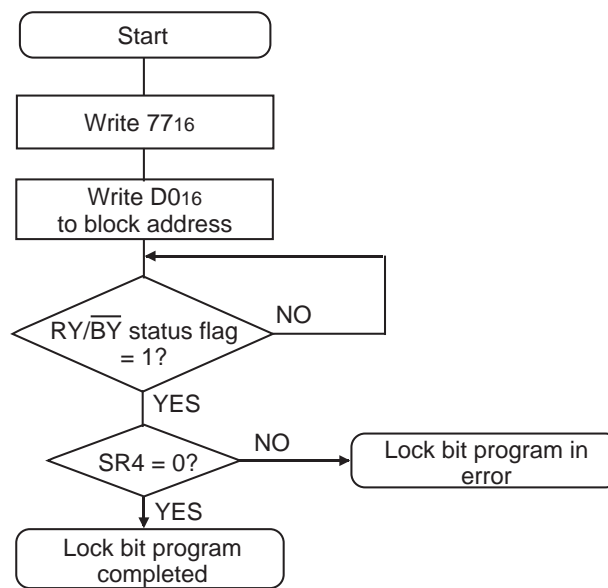 Start
Write 7716
Write D016
to block address
RY/B̅Y̅ status flag
= 1?
NO
YES
SR4 = 0?
NO
Lock bit program in
error
YES
Lock bit program
completed